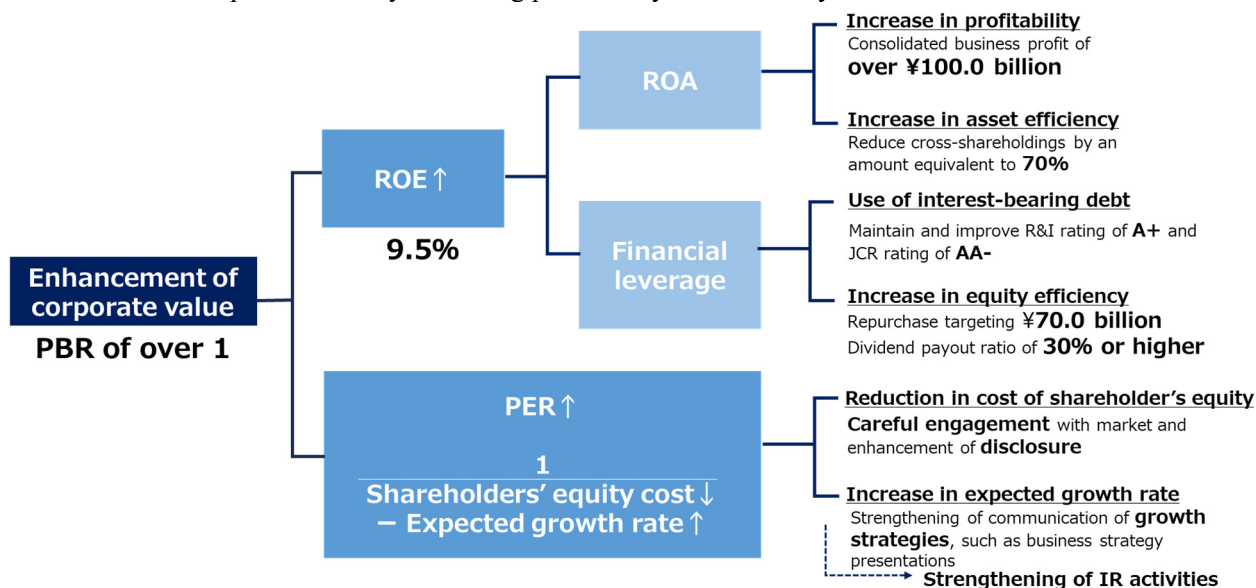 Enhancement of
corporate value
PBR of over 1
ROE↑
9.5%
ROA
Financial
leverage
Increase in profitability
Consolidated business profit of
over ¥100.0 billion
Increase in asset efficiency
Reduce cross-shareholdings by an
amount equivalent to 70%
Use of interest-bearing debt
Maintain and improve R&I rating of A+ and
JCR rating of AA-
Increase in equity efficiency
Repurchase targeting ¥70.0 billion
Dividend payout ratio of 30% or higher
PER↑
1
Shareholders' equity cost↓
− Expected growth rate↑
Reduction in cost of shareholder's equity
Careful engagement with market and
enhancement of disclosure
Increase in expected growth rate
Strengthening of communication of growth
strategies, such as business strategy
presentations
Strengthening of IR activities